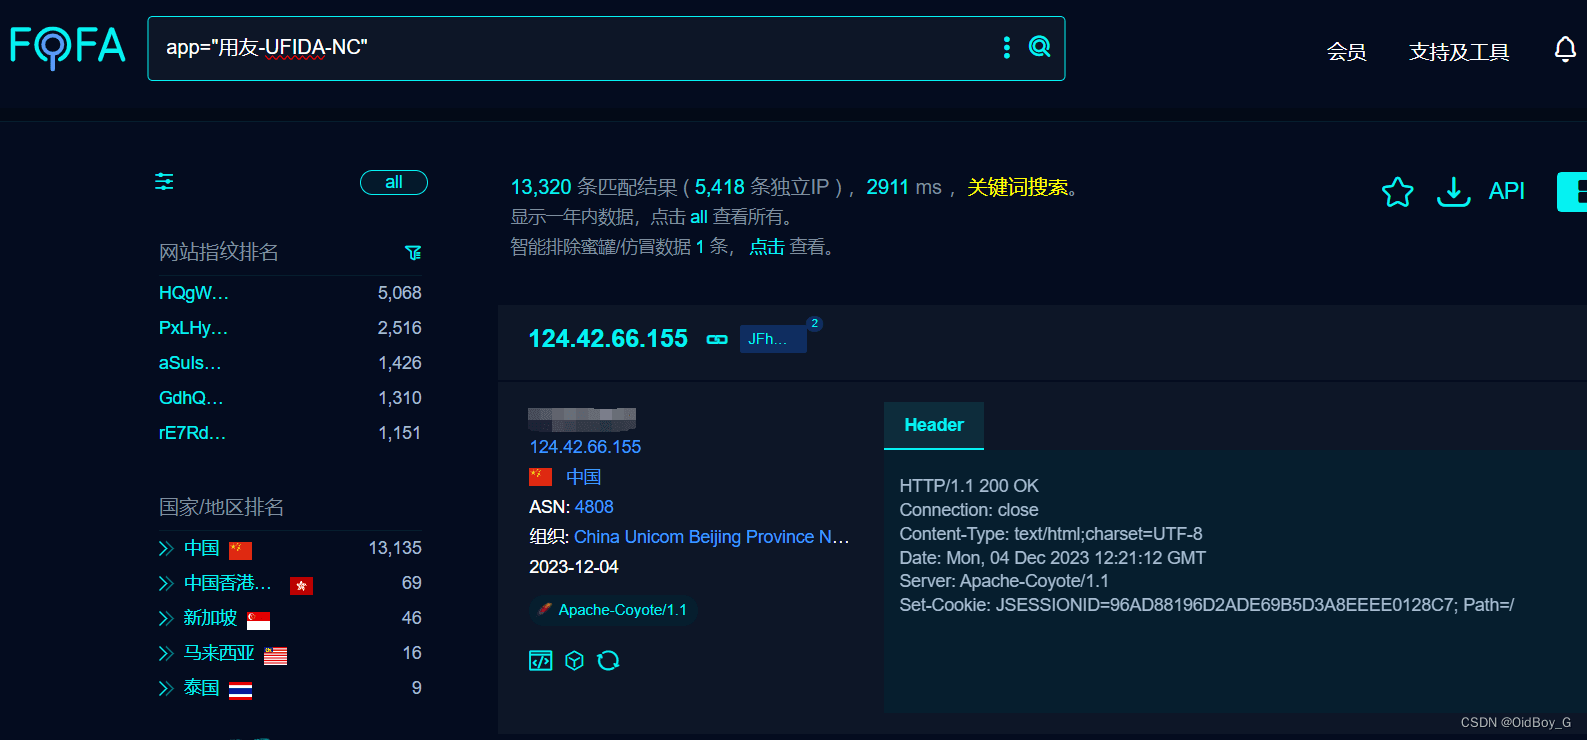 FOFA
app="用友-UFIDA-NC"
会员
支持及工具
all
13,320 条匹配结果 ( 5,418 条独立IP ) ，2911 ms ，关键词搜索。
显示一年内数据，点击 all 查看所有。
智能排除蜜罐/仿冒数据 1 条， 点击 查看。
API
网站指纹排名
HQgW… 5,068
PxLHy… 2,516
aSuls… 1,426
GdhQ… 1,310
rE7Rd… 1,151
国家/地区排名
中国 13,135
中国香港… 69
新加坡 46
马来西亚 16
泰国 9
124.42.66.155
JFh…
2
124.42.66.155
中国
ASN: 4808
组织: China Unicom Beijing Province N…
2023-12-04
Apache-Coyote/1.1
Header
HTTP/1.1 200 OK
Connection: close
Content-Type: text/html;charset=UTF-8
Date: Mon, 04 Dec 2023 12:21:12 GMT
Server: Apache-Coyote/1.1
Set-Cookie: JSESSIONID=96AD88196D2ADE69B5D3A8EEEE0128C7; Path=/
CSDN @OidBoy_G